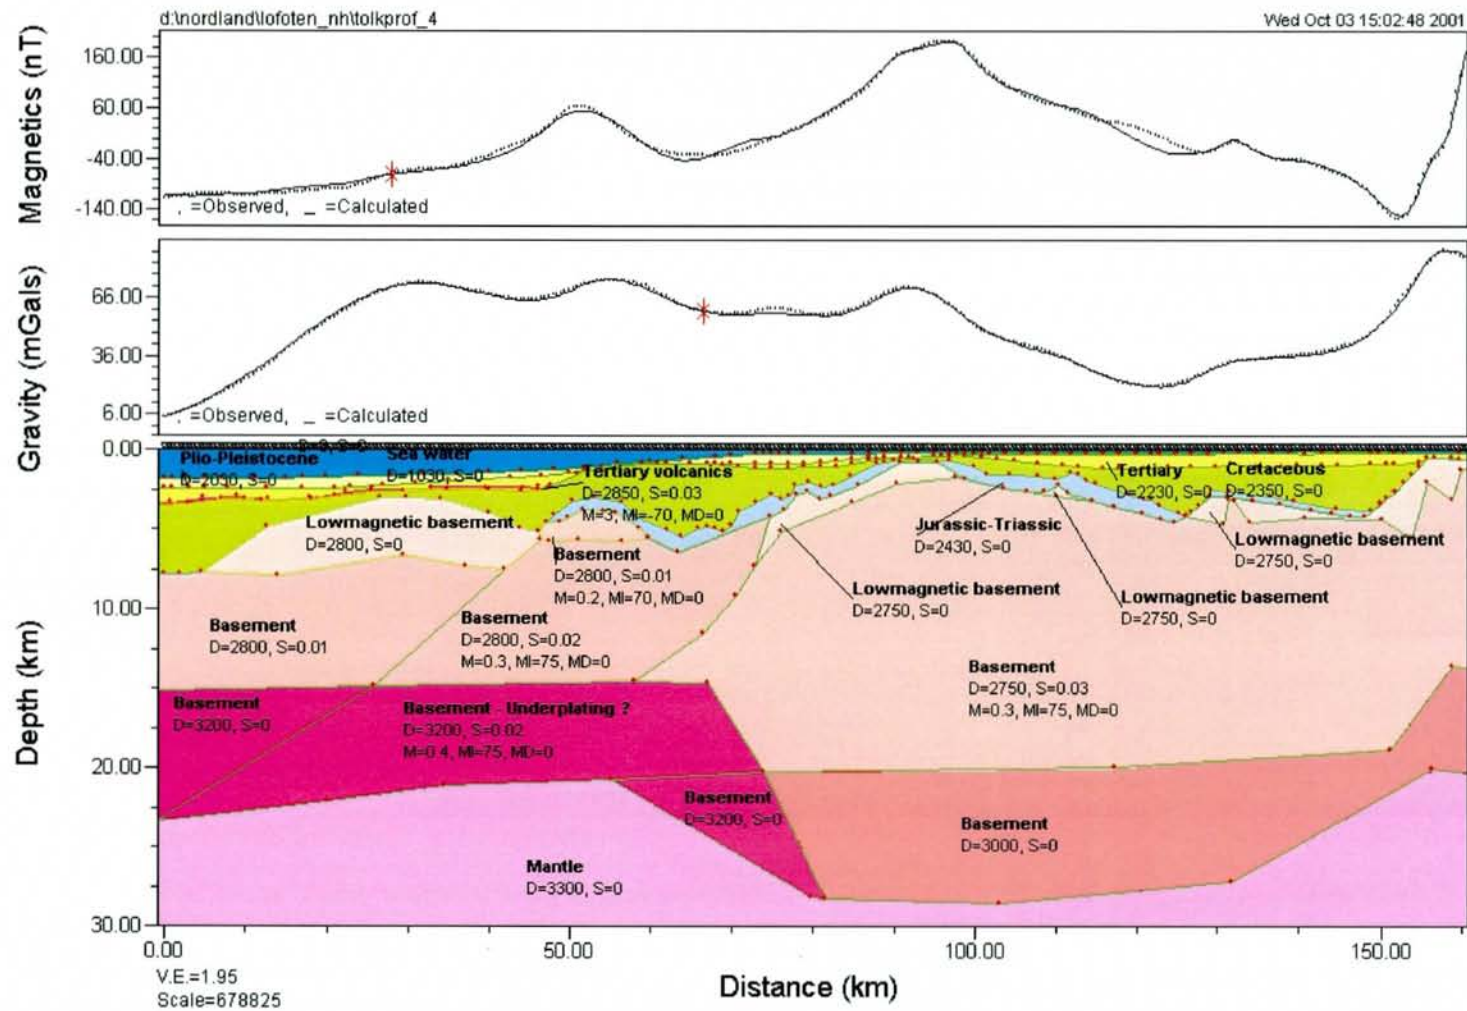 d:\nordland\lofoten_nh\tolkprof_4
Wed Oct 03 15:02:48 2001
Magnetics (nT)
160.00
60.00
-40.00
-140.00
. =Observed, _ =Calculated
Gravity (mGals)
66.00
36.00
6.00
. =Observed, _ =Calculated
Depth (km)
0.00
10.00
20.00
30.00
Plio-Pleistocene
D=2030, S=0
Sea water
D=1030, S=0
Tertiary volcanics
D=2850, S=0.03
M=3, MI=-70, MD=0
Tertiaty
D=2230, S=0
Cretacebus
D=2350, S=0
Lowmagnetic basement
D=2800, S=0
Basement
D=2800, S=0.01
M=0.2, MI=70, MD=0
Jurassic-Triassic
D=2430, S=0
Lowmagnetic basement
D=2750, S=0
Lowmagnetic basement
D=2750, S=0
Lowmagnetic basement
D=2750, S=0
Basement
D=2800, S=0.01
Basement
D=2800, S=0.02
M=0.3, MI=75, MD=0
Basement
D=2750, S=0.03
M=0.3, MI=75, MD=0
Basement
D=3200, S=0
Basement - Underplating ?
D=3200, S=0.02
M=0.4, MI=75, MD=0
Basement
D=3200, S=0
Basement
D=3000, S=0
Mantle
D=3300, S=0
0.00
50.00
100.00
150.00
Distance (km)
V.E.=1.95
Scale=678825